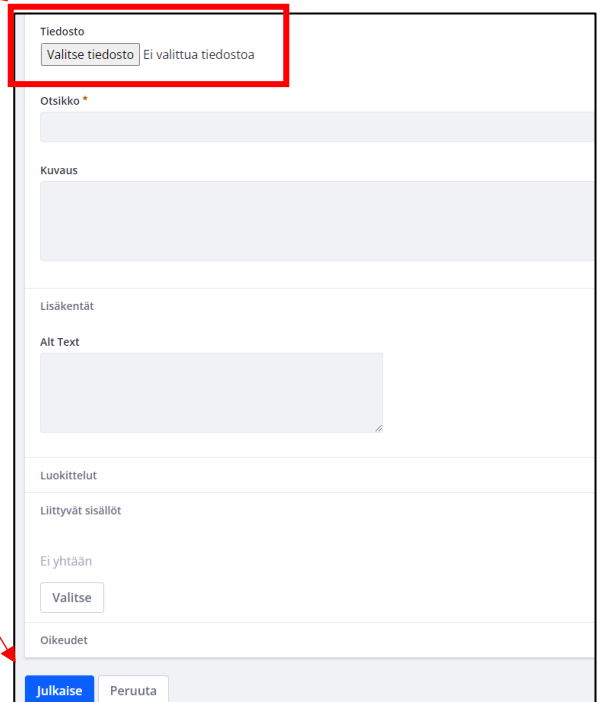 Tiedosto
Valitse tiedosto Ei valittua tiedostoa
Otsikko *
Kuvaus
Lisäkentät
Alt Text
Luokittelut
Liittyvät sisällöt
Ei yhtään
Valitse
Oikeudet
Julkaise Peruuta